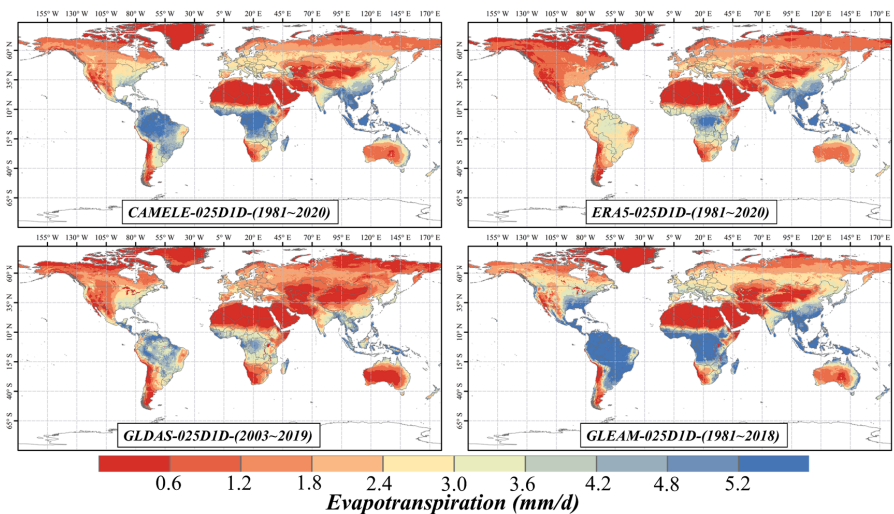 155° W 130° W 105° W 80° W 55° W 30° W 5° W 20° E 45° E 70° E 95° E 120° E 145° E 170° E
155° W 130° W 105° W 80° W 55° W 30° W 5° W 20° E 45° E 70° E 95° E 120° E 145° E 170° E
60° N
35° N
10° N
15° S
40° S
65° S
60° N
35° N
10° N
15° S
40° S
65° S
CAMELE-025D1D-(1981~2020)
ERA5-025D1D-(1981~2020)
155° W 130° W 105° W 80° W 55° W 30° W 5° W 20° E 45° E 70° E 95° E 120° E 145° E 170° E
155° W 130° W 105° W 80° W 55° W 30° W 5° W 20° E 45° E 70° E 95° E 120° E 145° E 170° E
60° N
35° N
10° N
15° S
40° S
65° S
60° N
35° N
10° N
15° S
40° S
65° S
GLDAS-025D1D-(2003~2019)
GLEAM-025D1D-(1981~2018)
0.6 1.2 1.8 2.4 3.0 3.6 4.2 4.8 5.2
Evapotranspiration (mm/d)